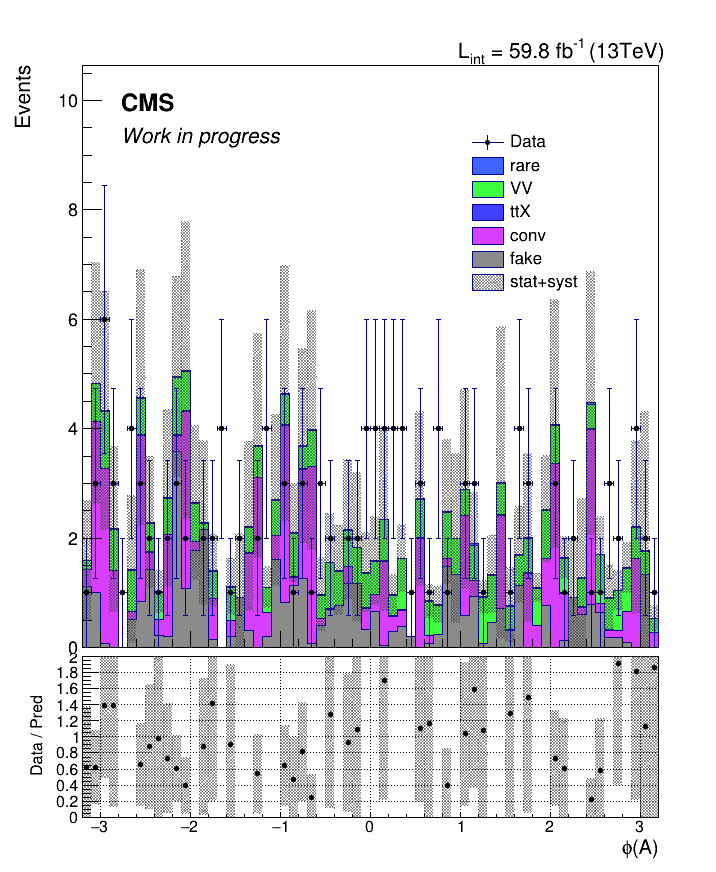 L_int = 59.8 fb^-1 (13TeV)
Events
CMS
Work in progress
Data
rare
VV
ttX
conv
fake
stat+syst
10
8
6
4
2
0
Data / Pred
2
1.8
1.6
1.4
1.2
1
0.8
0.6
0.4
0.2
0
−3 −2 −1 0 1 2 3
ϕ(A)